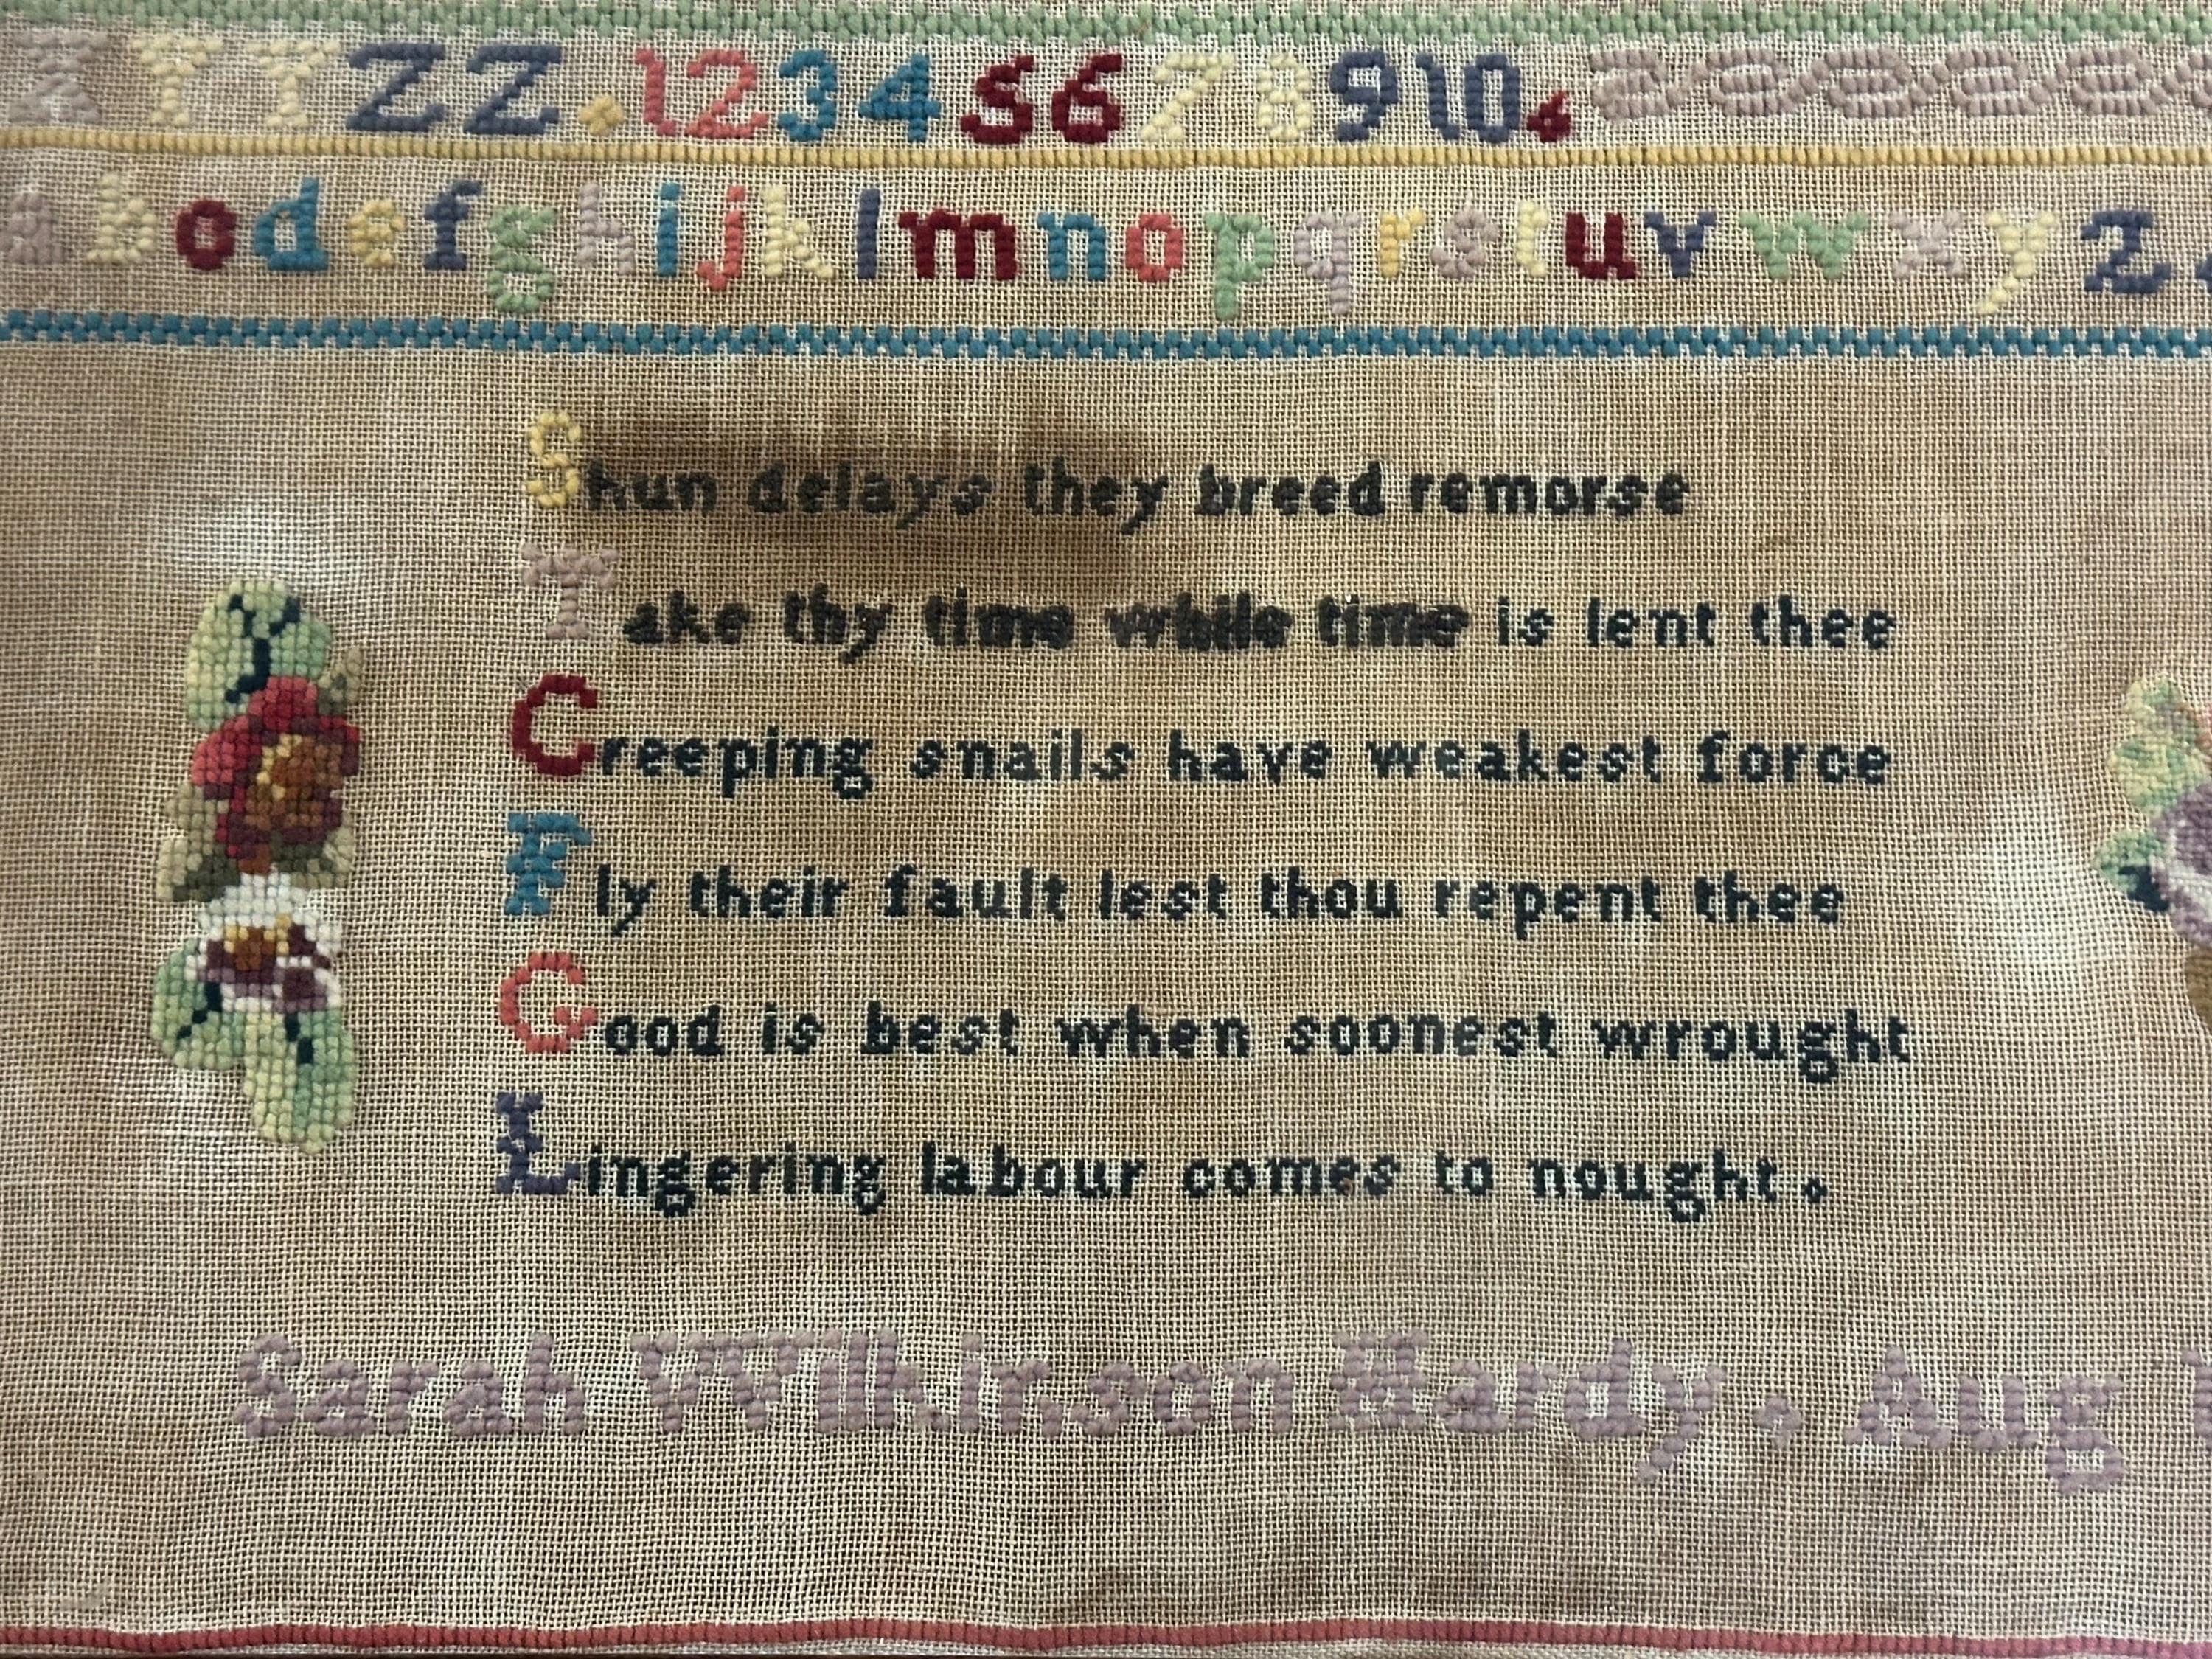 X Y Y Z Z . 1 2 3 4 5 6 7 8 9 10
a b c d e f g h i j k l m n o p q r s t u v w x y z
Shun delays they breed remorse
Take thy time while time is lent thee
Creeping snails have weakest force
Fly their fault lest thou repent thee
Good is best when soonest wrought
Lingering labour comes to nought.
Sarah Wilkinson Hardy . Aug